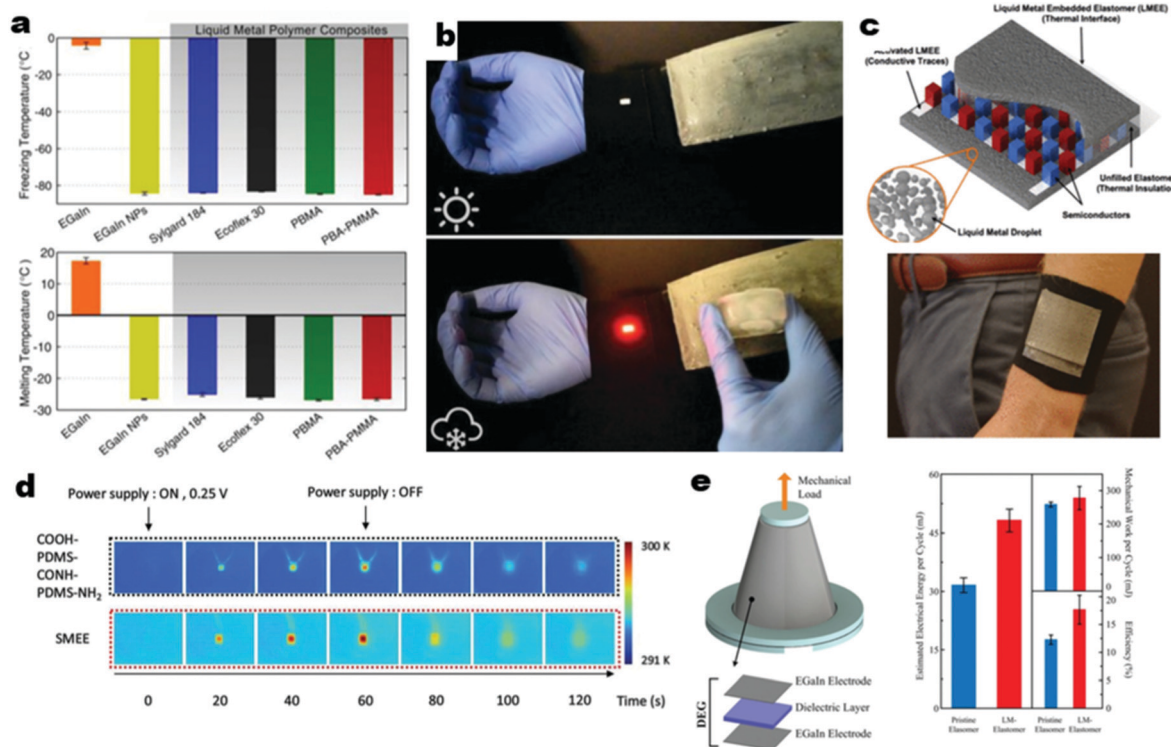 a
Liquid Metal Polymer Composites
Freezing Temperature (°C)
0
-20
-40
-60
-80
EGaIn
EGaIn NPs
Sylgard 184
Ecoflex 30
PBMA
PBA-PMMA
Melting Temperature (°C)
20
10
0
-10
-20
-30
EGaIn
EGaIn NPs
Sylgard 184
Ecoflex 30
PBMA
PBA-PMMA
b
c
Liquid Metal Embedded Elastomer (LMEE)
(Thermal Interface)
Activated LMEE
(Conductive Traces)
Unfilled Elastome
(Thermal Insulatio
Semiconductors
Liquid Metal Droplet
d
Power supply : ON , 0.25 V
Power supply : OFF
COOH-
PDMS-
CONH-
PDMS-NH2
SMEE
300 K
291 K
0
20
40
60
80
100
120
Time (s)
e
Mechanical
Load
DEG
EGaIn Electrode
Dielectric Layer
EGaIn Electrode
Estimated Electrical Energy per Cycle (mJ)
60
45
30
15
0
Pristine
Elasomer
LM-
Elastomer
Mechanical Work per Cycle (mJ)
300
200
100
0
Efficiency (%)
20
15
10
5
0
Pristine
Elasomer
LM-
Elastomer